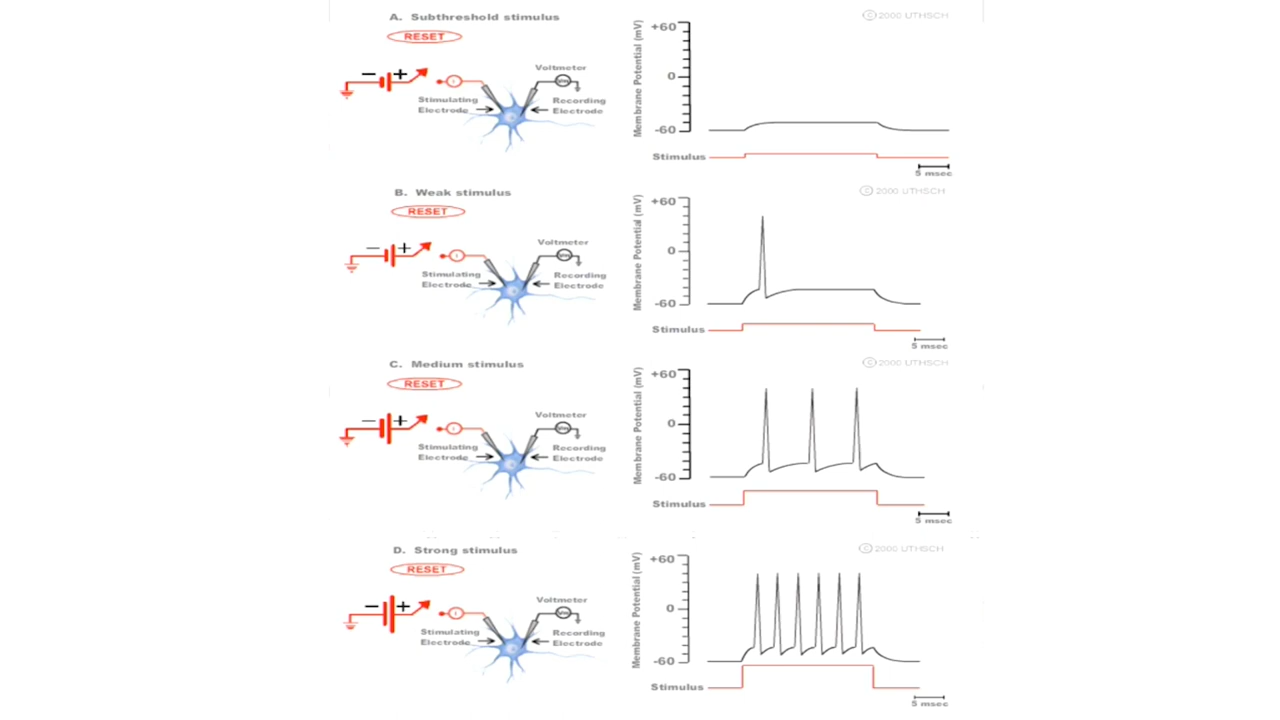 A. Subthreshold stimulus
© 2000 UTHSCH
RESET
+60
− +
Voltmeter
Membrane Potential (mV)
0
Stimulating Electrode
Recording Electrode
-60
Stimulus
5 msec
B. Weak stimulus
© 2000 UTHSCH
RESET
+60
− +
Voltmeter
Membrane Potential (mV)
0
Stimulating Electrode
Recording Electrode
-60
Stimulus
5 msec
C. Medium stimulus
© 2000 UTHSCH
RESET
+60
− +
Voltmeter
Membrane Potential (mV)
0
Stimulating Electrode
Recording Electrode
-60
Stimulus
5 msec
D. Strong stimulus
© 2000 UTHSCH
RESET
+60
− +
Voltmeter
Membrane Potential (mV)
0
Stimulating Electrode
Recording Electrode
-60
Stimulus
5 msec